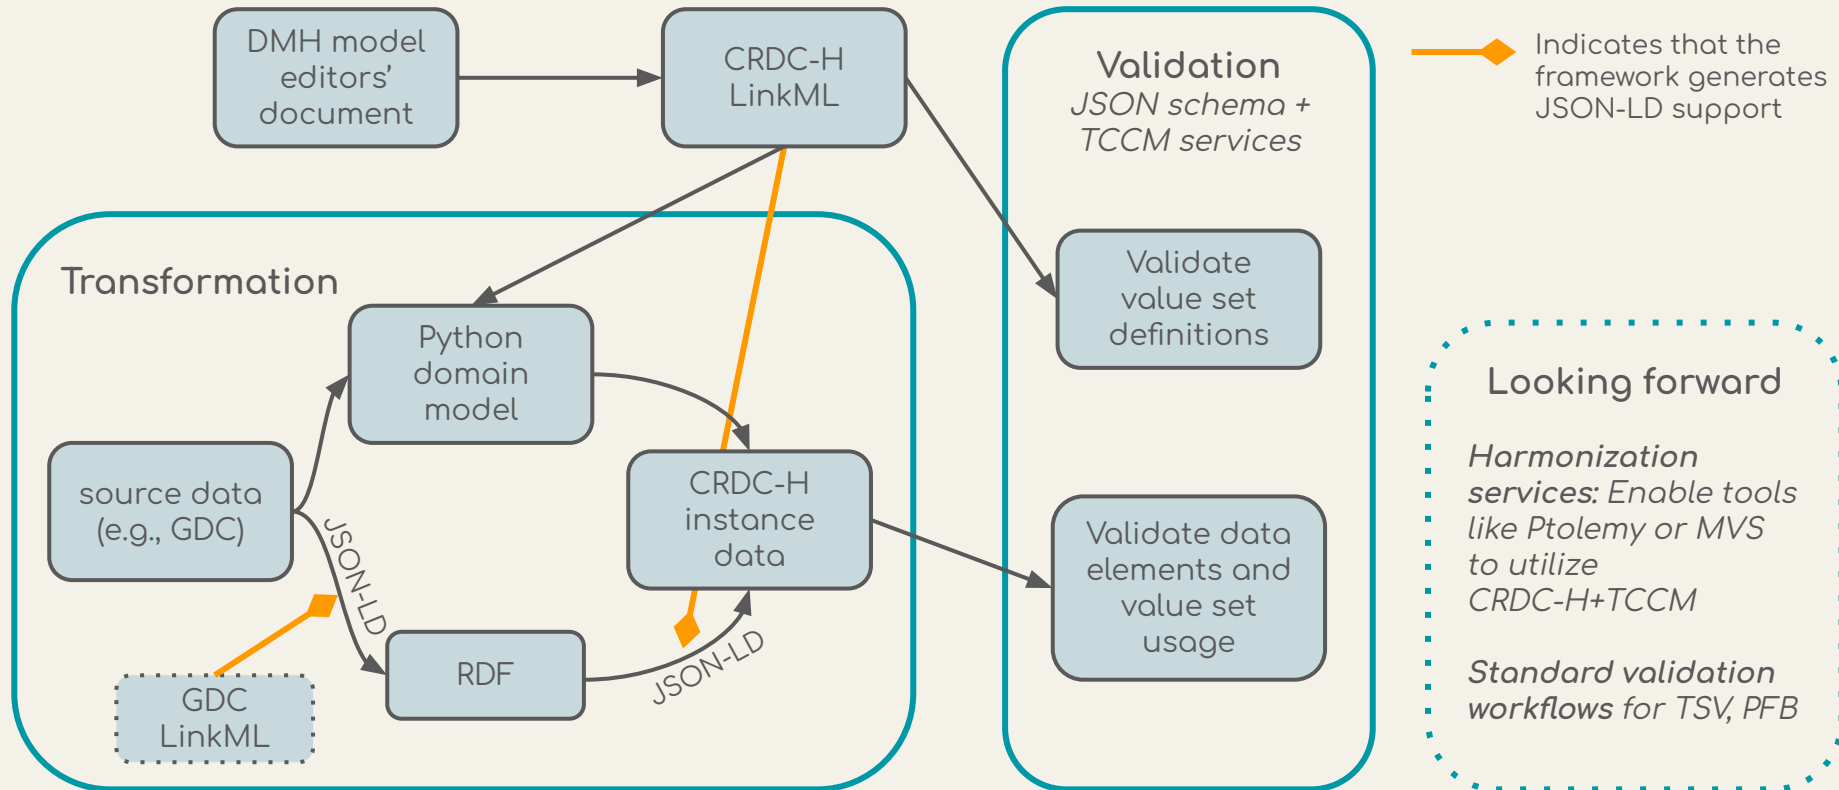 DMH model
editors’
document
CRDC-H
LinkML
Validation
JSON schema +
TCCM services
Indicates that the
framework generates
JSON-LD support
Transformation
Python
domain
model
Validate
value set
definitions
source data
(e.g., GDC)
JSON-LD
CRDC-H
instance
data
Validate data
elements and
value set
usage
RDF
JSON-LD
GDC
LinkML
Looking forward
Harmonization
services: Enable tools
like Ptolemy or MVS
to utilize
CRDC-H+TCCM
Standard validation
workflows for TSV, PFB